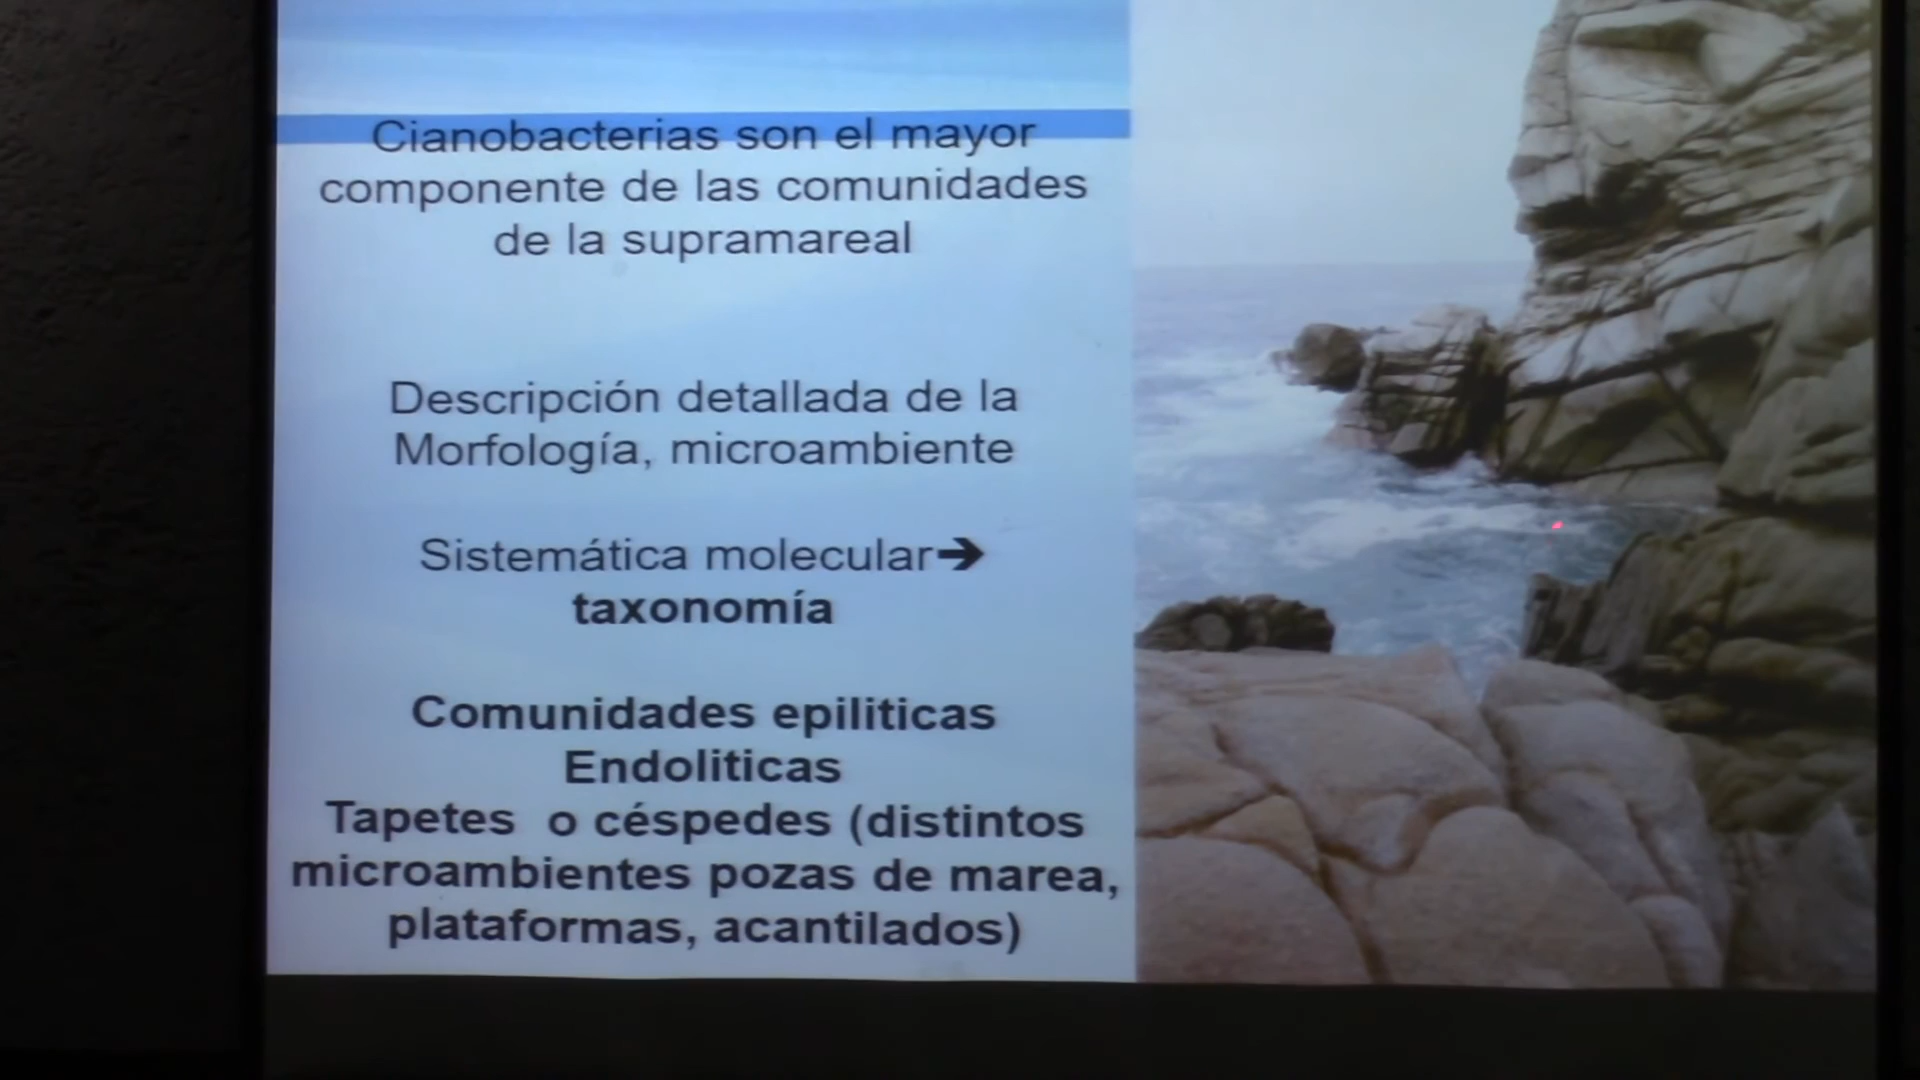 Cianobacterias son el mayor
componente de las comunidades
de la supramareal
Descripción detallada de la
Morfología, microambiente
Sistemática molecular➔
taxonomía
Comunidades epiliticas
Endoliticas
Tapetes o céspedes (distintos
microambientes pozas de marea,
plataformas, acantilados)